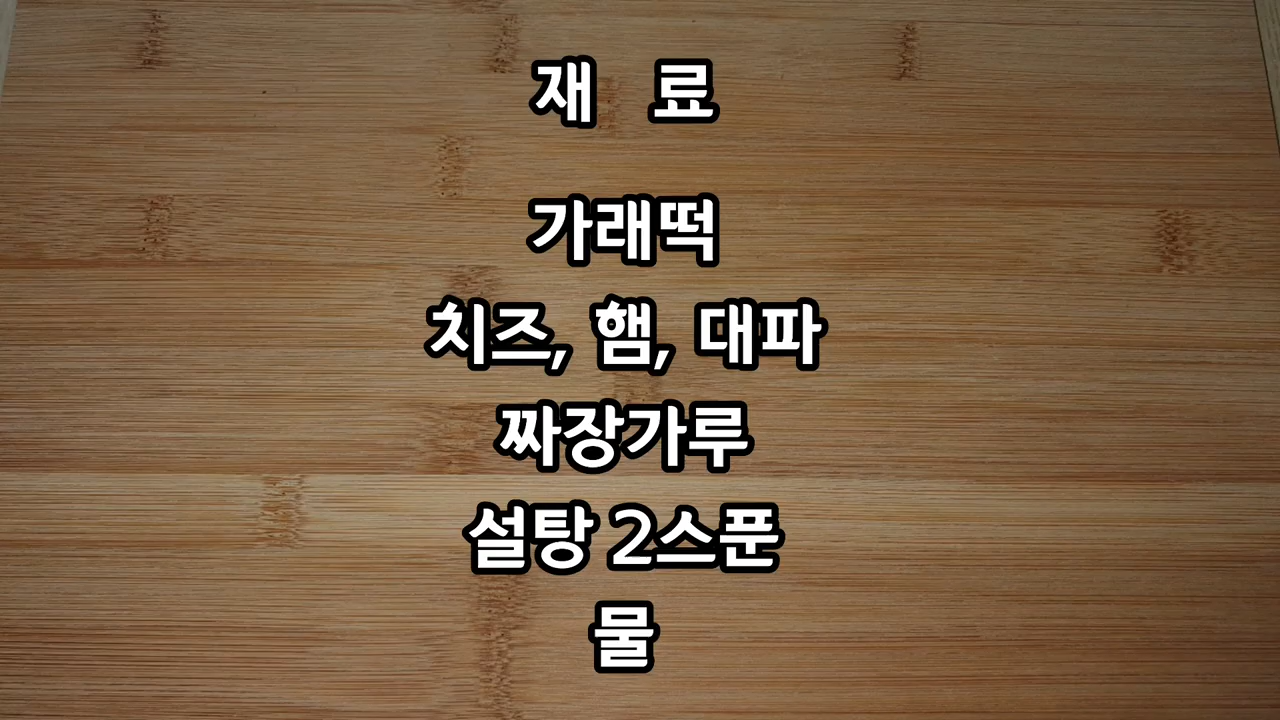 재 료
가래떡
치즈, 햄, 대파
짜장가루
설탕 2스푼
물